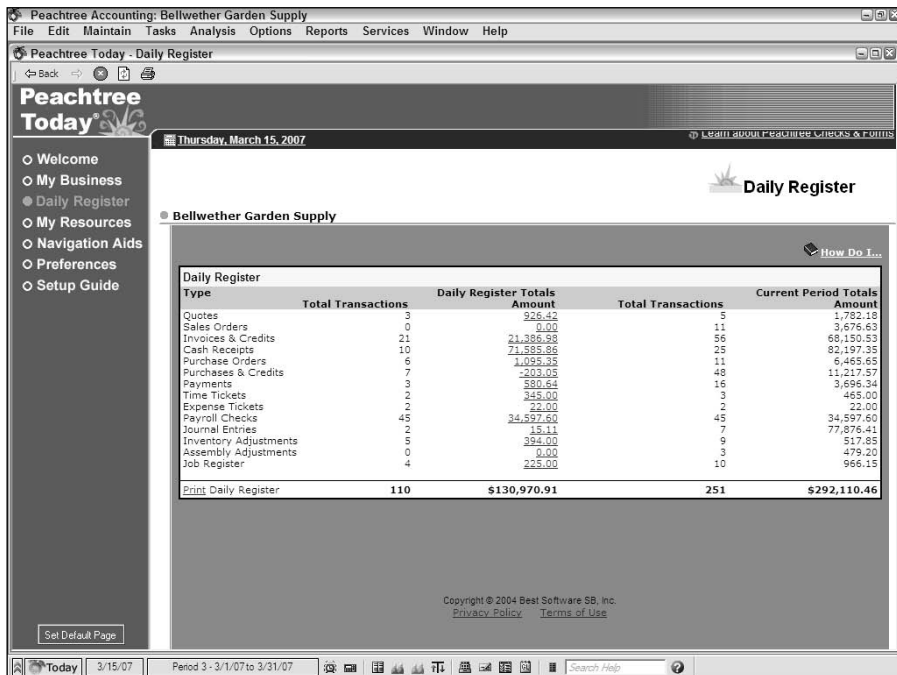 Peachtree Accounting: Bellwether Garden Supply
File Edit Maintain Tasks Analysis Options Reports Services Window Help
Peachtree Today - Daily Register
Back
Peachtree
Today®
Thursday, March 15, 2007
Learn about Peachtree Checks & Forms
Welcome
My Business
Daily Register
My Resources
Navigation Aids
Preferences
Setup Guide
Daily Register
Bellwether Garden Supply
How Do I...
Daily Register
Type Daily Register Totals Current Period Totals
Total Transactions Amount Total Transactions Amount
Quotes 3 926.42 5 1,782.18
Sales Orders 0 0.00 11 3,676.63
Invoices & Credits 21 21,386.98 56 68,150.53
Cash Receipts 10 71,585.86 25 82,197.35
Purchase Orders 6 1,095.35 11 6,465.65
Purchases & Credits 7 -203.05 48 11,217.57
Payments 3 580.64 16 3,696.34
Time Tickets 2 345.00 3 465.00
Expense Tickets 2 22.00 2 22.00
Payroll Checks 45 34,597.60 45 34,597.60
Journal Entries 2 15.11 7 77,876.41
Inventory Adjustments 5 394.00 9 517.85
Assembly Adjustments 0 0.00 3 479.20
Job Register 4 225.00 10 966.15
Print Daily Register 110 $130,970.91 251 $292,110.46
Copyright © 2004 Best Software SB, Inc.
Privacy Policy Terms of Use
Set Default Page
Today 3/15/07 Period 3 - 3/1/07 to 3/31/07 Search Help